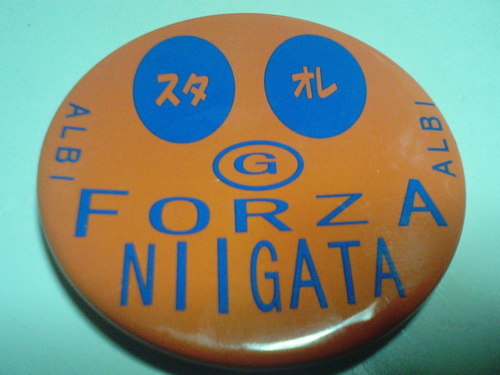 スタ オレ
ALBI
ALBI
G
FORZA
NIIGATA